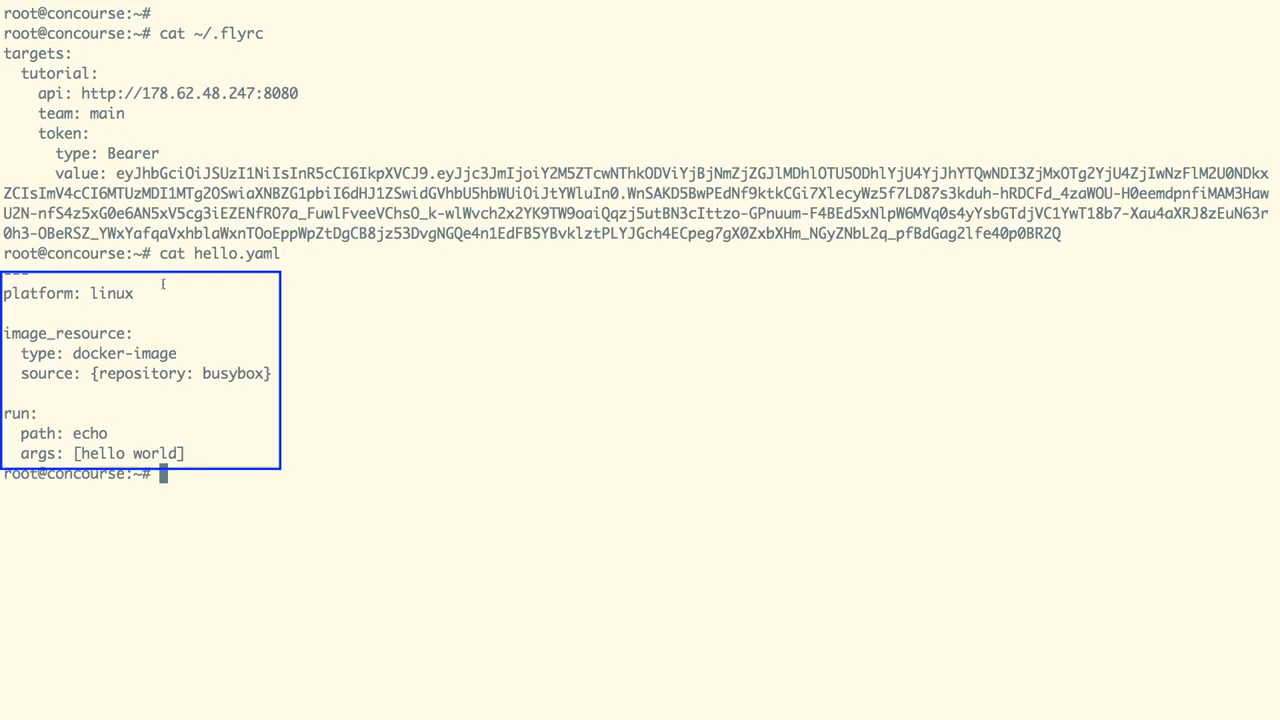 root@concourse:~#
root@concourse:~# cat ~/.flyrc
targets:
  tutorial:
    api: http://178.62.48.247:8080
    team: main
    token:
      type: Bearer
      value: eyJhbGciOiJSUzI1NiIsInR5cCI6IkpXVCJ9.eyJjc3JmIjoiY2M5ZTcwNThkODViYjBjNmZjZGJlMDhlOTU5ODhlYjU4YjJhYTQwNDI3ZjMxOTg2YjU4ZjIwNzFlM2U0NDkx
ZCIsImV4cCI6MTUzMDI1MTg2OSwiaXNBZG1pbiI6dHJ1ZSwidGVhbU5hbWUiOiJtYWluIn0.WnSAKD5BwPEdNf9ktkCGi7XlecyWz5f7LD87s3kduh-hRDCFd_4zaWOU-H0eemdpnfiMAM3Haw
U2N-nfS4z5xG0e6AN5xV5cg3iEZENfRO7a_FuwlFveeVChsO_k-wlWvch2x2YK9TW9oaiQqzj5utBN3cIttzo-GPnuum-F4BEd5xNlpW6MVq0s4yYsbGTdjVC1YwT18b7-Xau4aXRJ8zEuN63r
0h3-OBeRSZ_YWxYafqaVxhblaWxnTOoEppWpZtDgCB8jz53DvgNGQe4n1EdFB5YBvklztPLYJGch4ECpeg7gX0ZxbXHm_NGyZNbL2q_pfBdGag2lfe40p0BR2Q
root@concourse:~# cat hello.yaml
---
platform: linux

image_resource:
  type: docker-image
  source: {repository: busybox}

run:
  path: echo
  args: [hello world]
root@concourse:~#